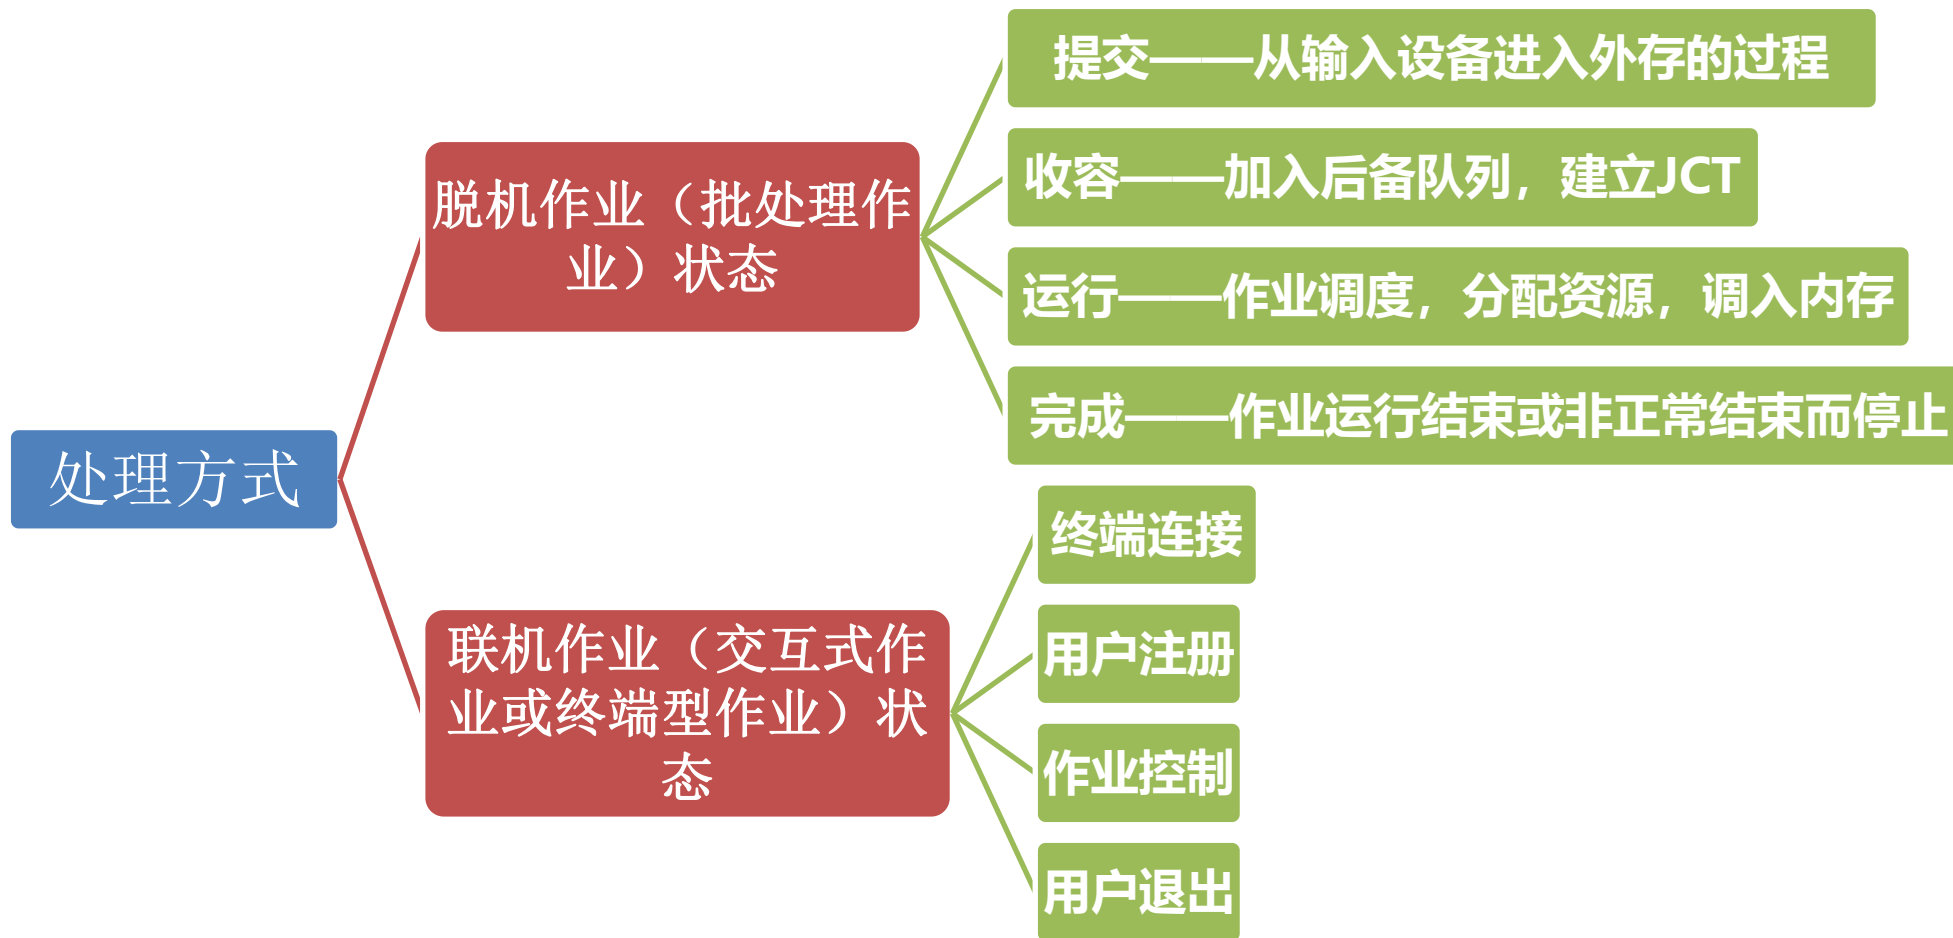 处理方式
脱机作业（批处理作
业）状态
提交——从输入设备进入外存的过程
收容——加入后备队列，建立JCT
运行——作业调度，分配资源，调入内存
完成——作业运行结束或非正常结束而停止
联机作业（交互式作
业或终端型作业）状
态
终端连接
用户注册
作业控制
用户退出